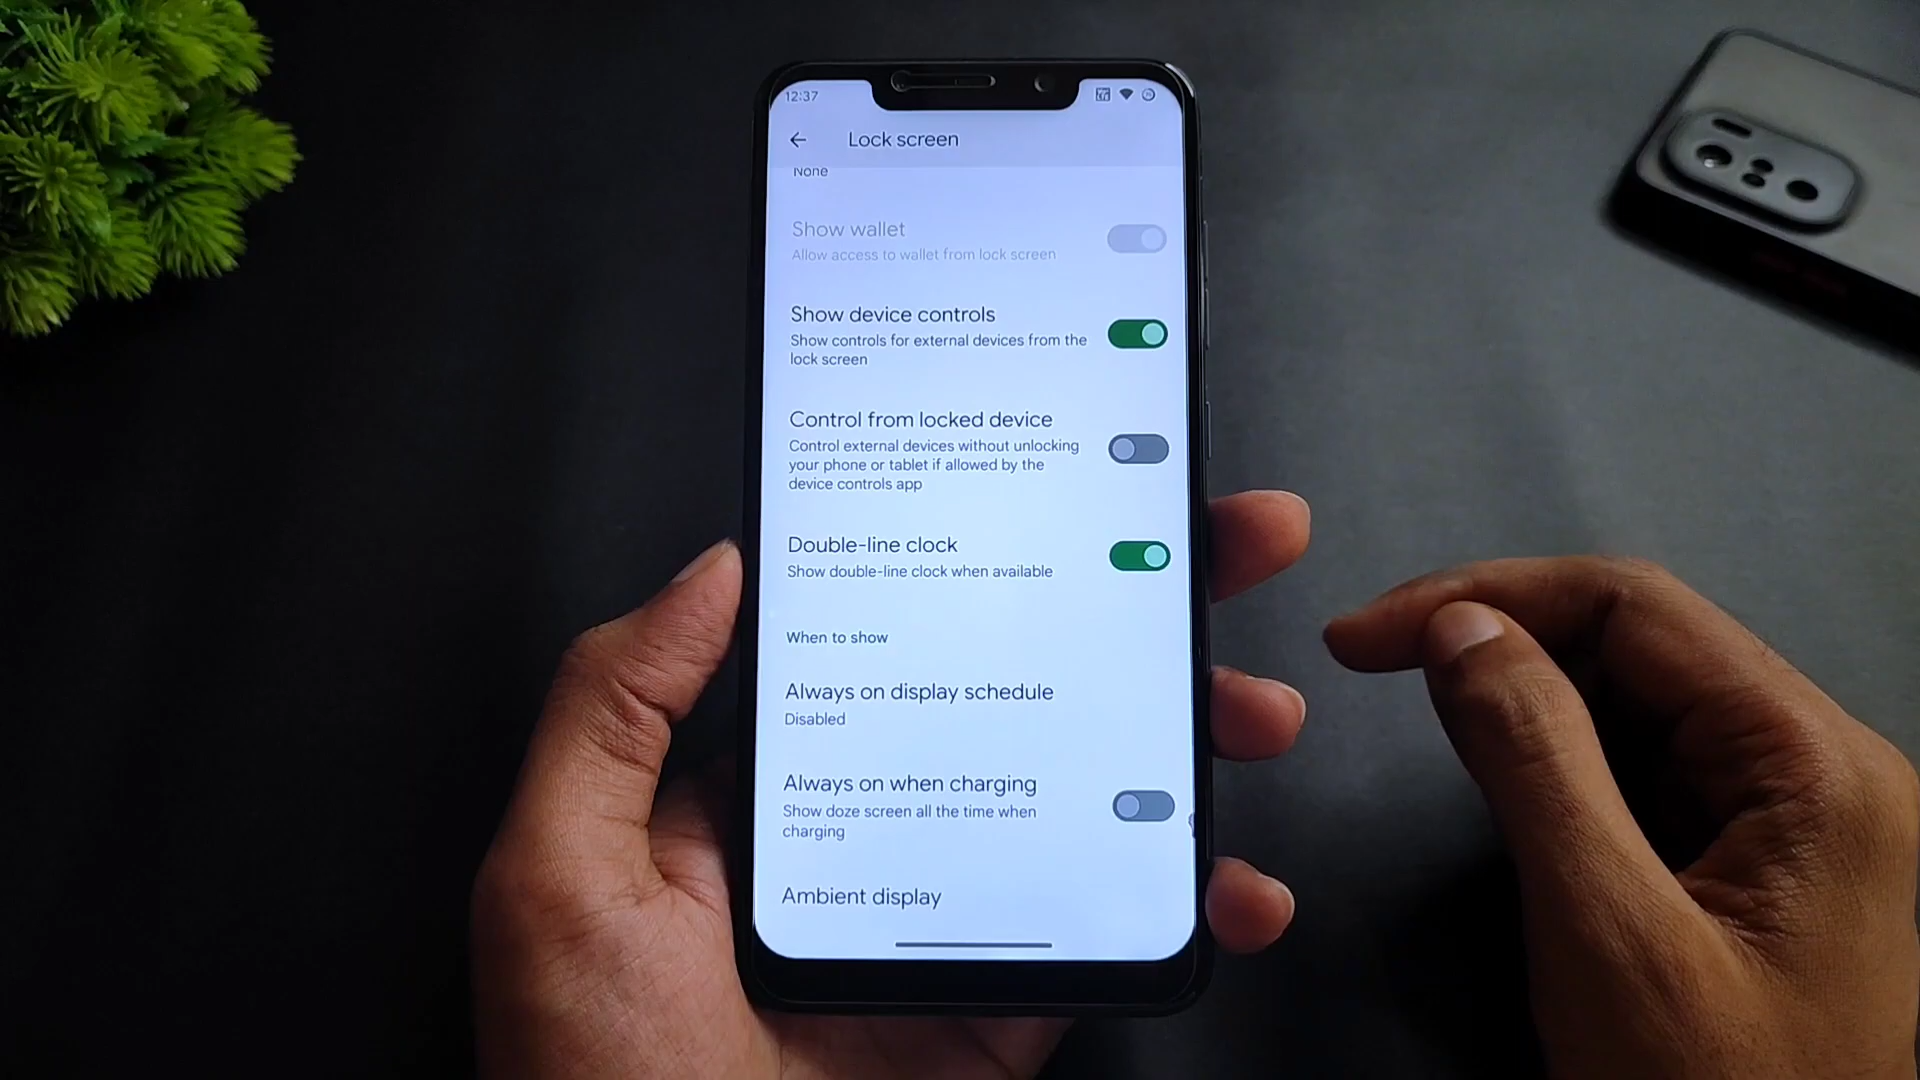 12:37
Lock screen
None
Show wallet
Allow access to wallet from lock screen
Show device controls
Show controls for external devices from the
lock screen
Control from locked device
Control external devices without unlocking
your phone or tablet if allowed by the
device controls app
Double-line clock
Show double-line clock when available
When to show
Always on display schedule
Disabled
Always on when charging
Show doze screen all the time when
charging
Ambient display